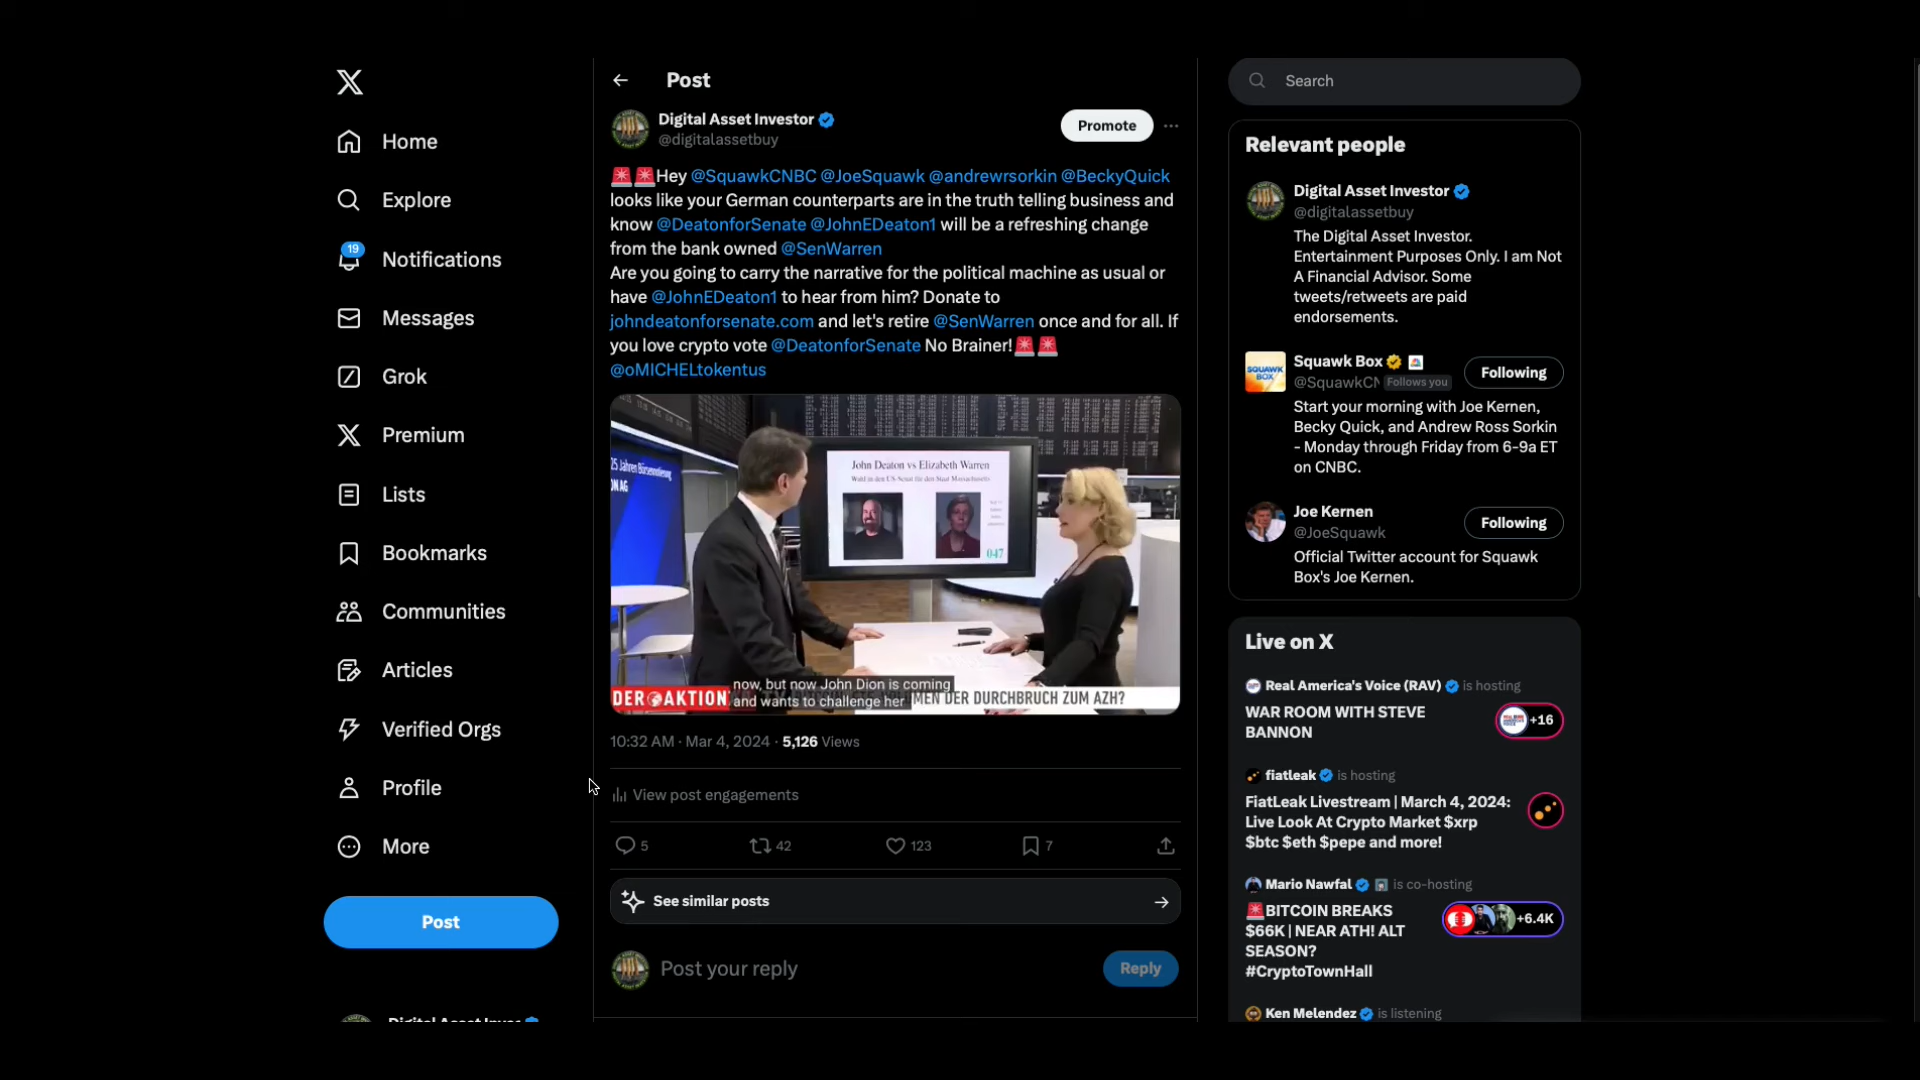 Home
Explore
19
Notifications
Messages
Grok
Premium
Lists
Bookmarks
Communities
Articles
Verified Orgs
Profile
More
Post
Post
Digital Asset Investor
@digitalassetbuy
Promote
🚨🚨Hey @SquawkCNBC @JoeSquawk @andrewrsorkin @BeckyQuick
looks like your German counterparts are in the truth telling business and
know @DeatonforSenate @JohnEDeaton1 will be a refreshing change
from the bank owned @SenWarren
Are you going to carry the narrative for the political machine as usual or
have @JohnEDeaton1 to hear from him? Donate to
johndeatonforsenate.com and let's retire @SenWarren once and for all. If
you love crypto vote @DeatonforSenate No Brainer!🚨🚨
@oMICHELtokentus
25 Jahren Börsennotierung
ON AG
John Deaton vs Elizabeth Warren
Wahl in den US-Senat für den Staat Massachusetts
047
now, but now John Dion is coming
and wants to challenge her
DER AKTION
MEN DER DURCHBRUCH ZUM AZH?
10:32 AM · Mar 4, 2024 · 5,126 Views
View post engagements
5
42
123
7
See similar posts
Post your reply
Reply
Search
Relevant people
Digital Asset Investor
@digitalassetbuy
The Digital Asset Investor.
Entertainment Purposes Only. I am Not
A Financial Advisor. Some
tweets/retweets are paid
endorsements.
SQUAWK
BOX
Squawk Box
@SquawkCN Follows you
Following
Start your morning with Joe Kernen,
Becky Quick, and Andrew Ross Sorkin
- Monday through Friday from 6-9a ET
on CNBC.
Joe Kernen
@JoeSquawk
Following
Official Twitter account for Squawk
Box's Joe Kernen.
Live on X
Real America's Voice (RAV) is hosting
WAR ROOM WITH STEVE
BANNON
+16
fiatleak is hosting
FiatLeak Livestream | March 4, 2024:
Live Look At Crypto Market $xrp
$btc $eth $pepe and more!
Mario Nawfal is co-hosting
🚨BITCOIN BREAKS
$66K | NEAR ATH! ALT
SEASON?
#CryptoTownHall
+6.4K
Ken Melendez is listening